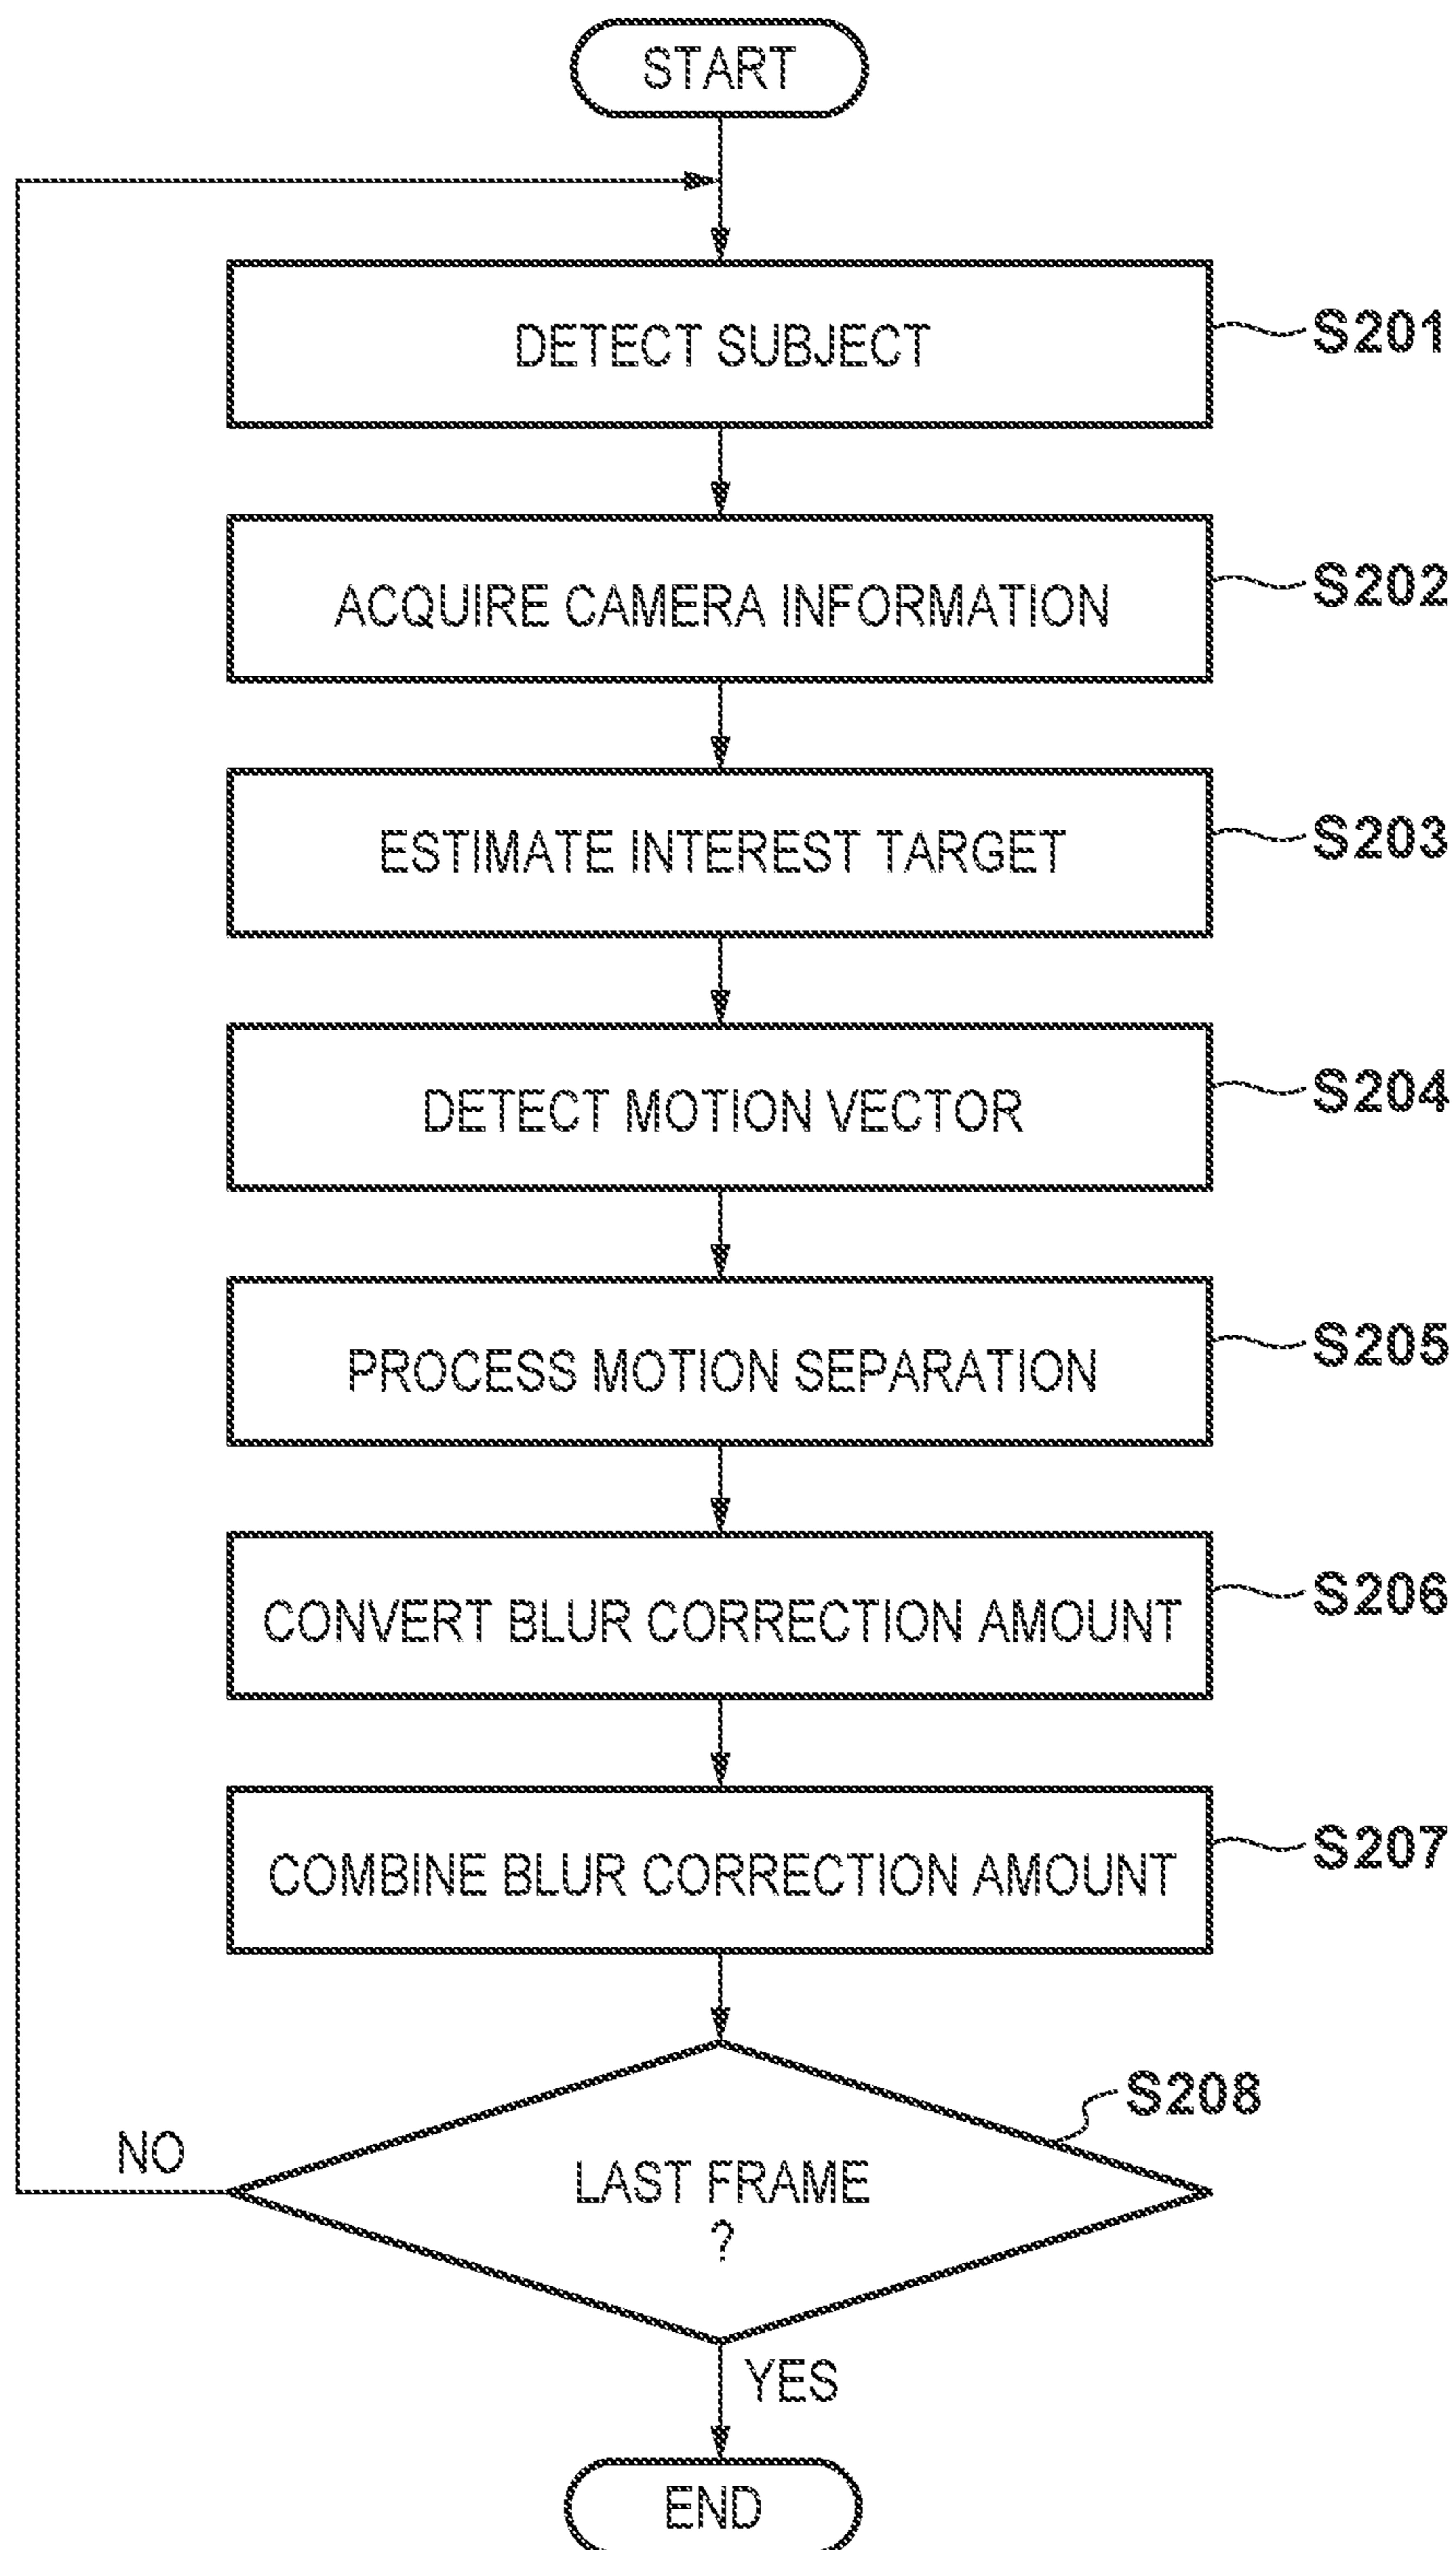 START
DETECT SUBJECT
S201
ACQUIRE CAMERA INFORMATION
S202
ESTIMATE INTEREST TARGET
S203
DETECT MOTION VECTOR
S204
PROCESS MOTION SEPARATION
S205
CONVERT BLUR CORRECTION AMOUNT
S206
COMBINE BLUR CORRECTION AMOUNT
S207
S208
NO
LAST FRAME
?
YES
END